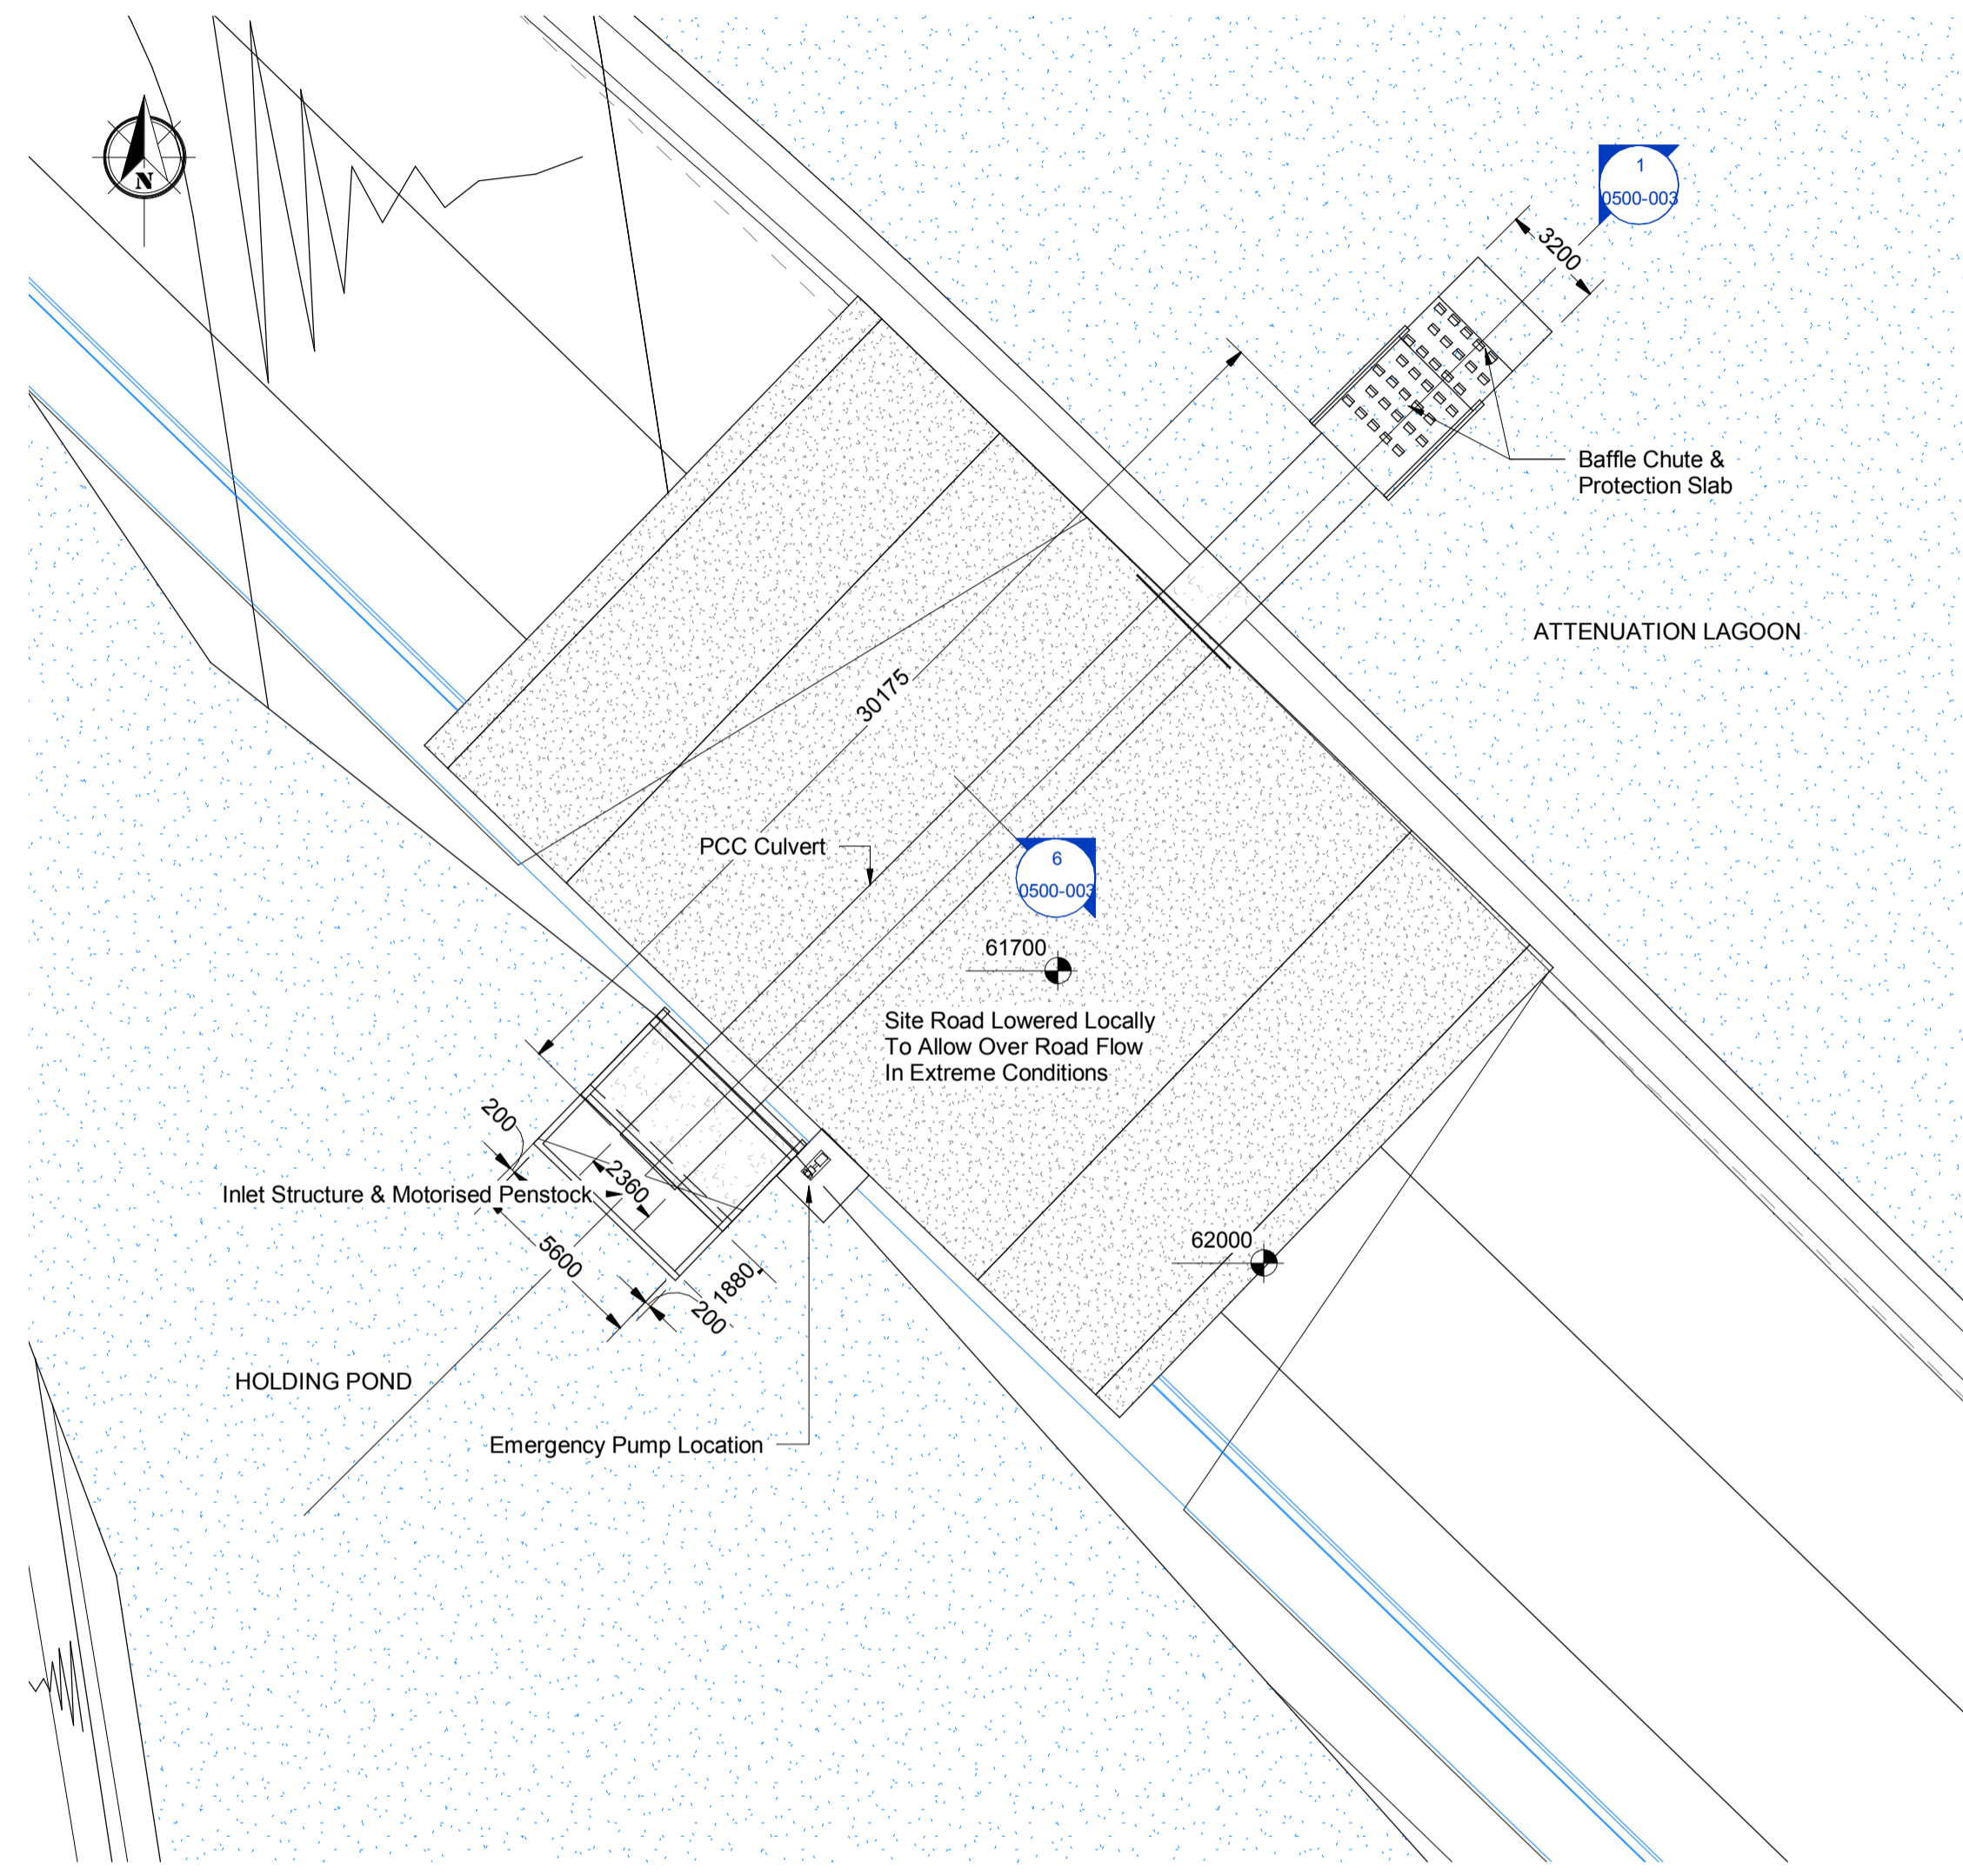 N
1
0500-003
3200
Baffle Chute &
Protection Slab
ATTENUATION LAGOON
30175
PCC Culvert
6
0500-003
61700
Site Road Lowered Locally
To Allow Over Road Flow
In Extreme Conditions
200
2360
Inlet Structure & Motorised Penstock
5600
1880
200
62000
HOLDING POND
Emergency Pump Location